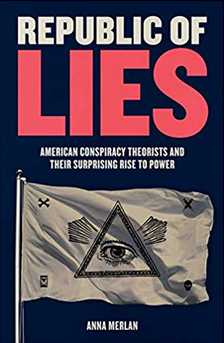 REPUBLIC OF
LIES
AMERICAN CONSPIRACY THEORISTS AND
THEIR SURPRISING RISE TO POWER
ANNA MERLAN